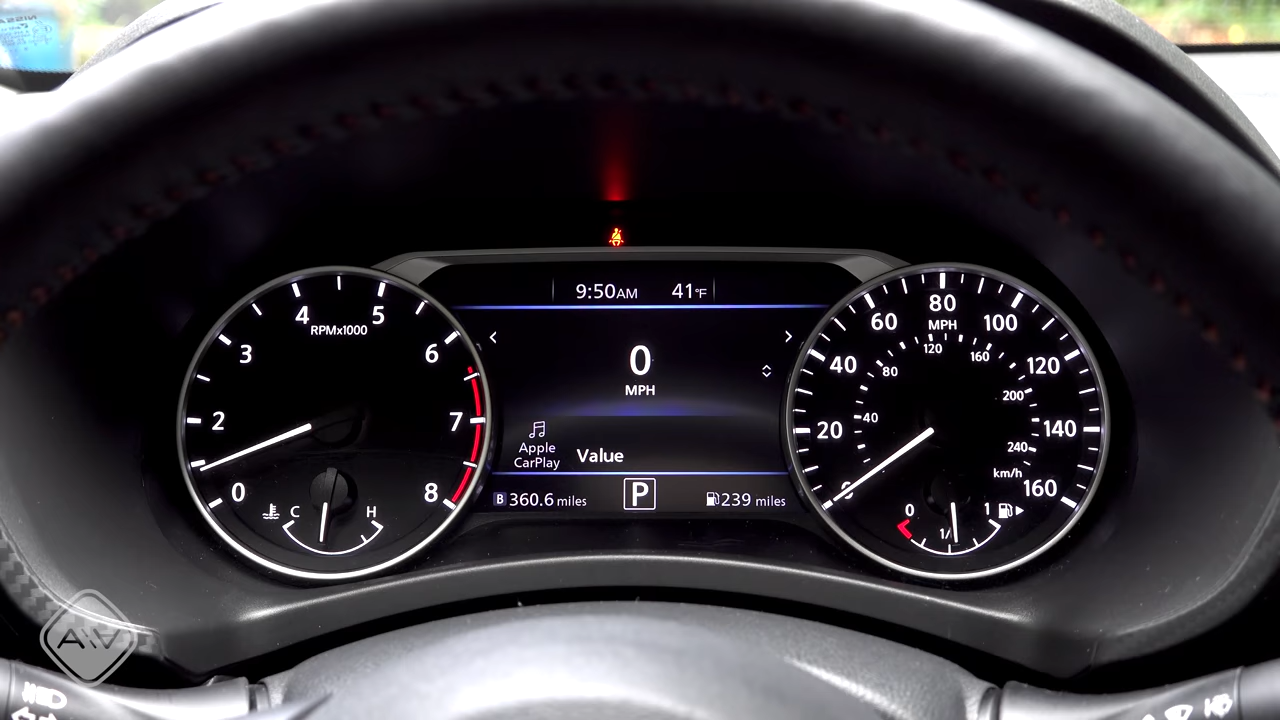 NISSAN
9:50AM 41°F
4 5
RPMx1000
3 6
2 7
0 8
C H
0
MPH
Apple
CarPlay
Value
B 360.6 miles
P
239 miles
80
MPH
60 100
120 160
40 120
80 200
20 140
40 240
km/h
0 160
0 1/ 1